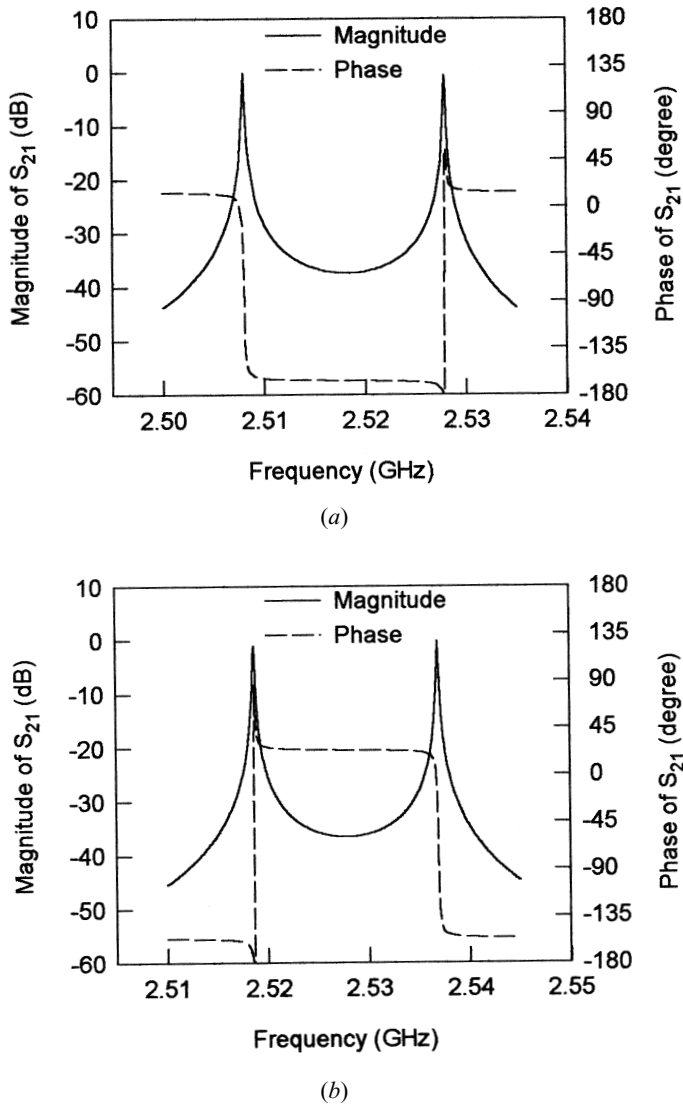 10
0
-10
-20
-30
-40
-50
-60
Magnitude of S21 (dB)
Magnitude
Phase
180
135
90
45
0
-45
-90
-135
-180
Phase of S21 (degree)
2.50 2.51 2.52 2.53 2.54
Frequency (GHz)
(a)
10
0
-10
-20
-30
-40
-50
-60
Magnitude of S21 (dB)
Magnitude
Phase
180
135
90
45
0
-45
-90
-135
-180
Phase of S21 (degree)
2.51 2.52 2.53 2.54 2.55
Frequency (GHz)
(b)